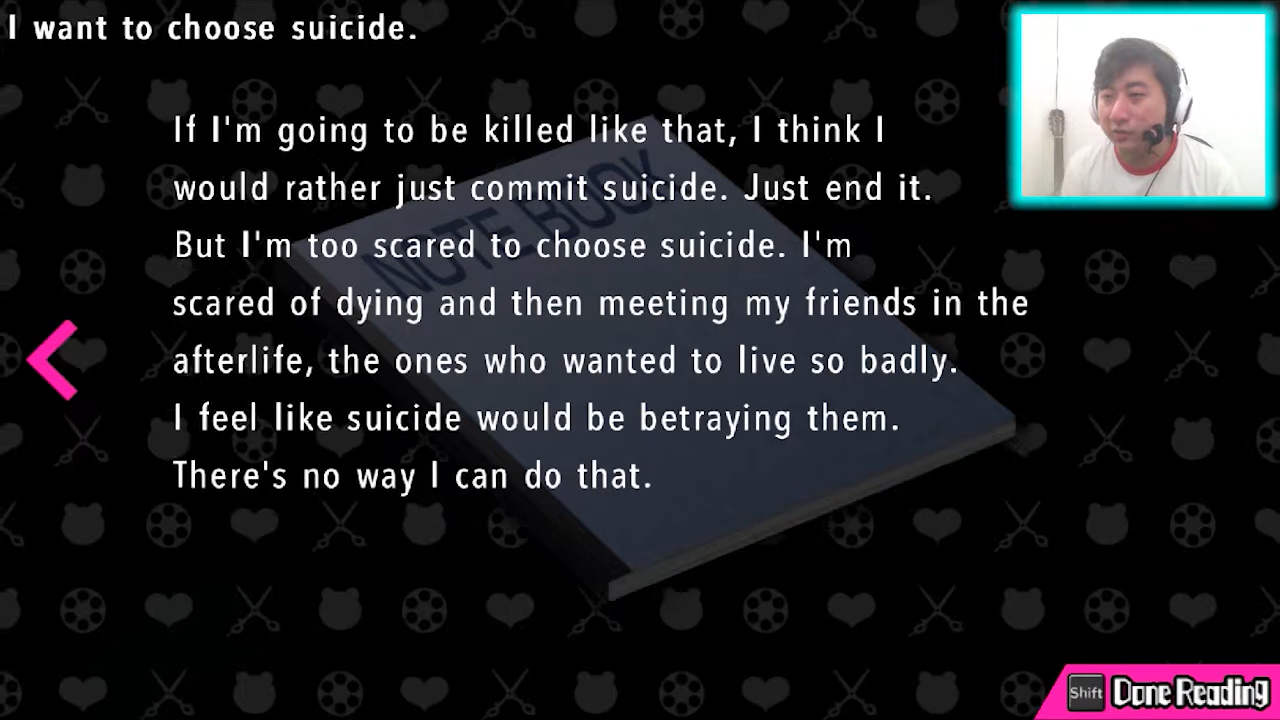 I want to choose suicide.
If I'm going to be killed like that, I think I
would rather just commit suicide. Just end it.
But I'm too scared to choose suicide. I'm
scared of dying and then meeting my friends in the
afterlife, the ones who wanted to live so badly.
I feel like suicide would be betraying them.
There's no way I can do that.
NOTE BOOK
Shift Done Reading